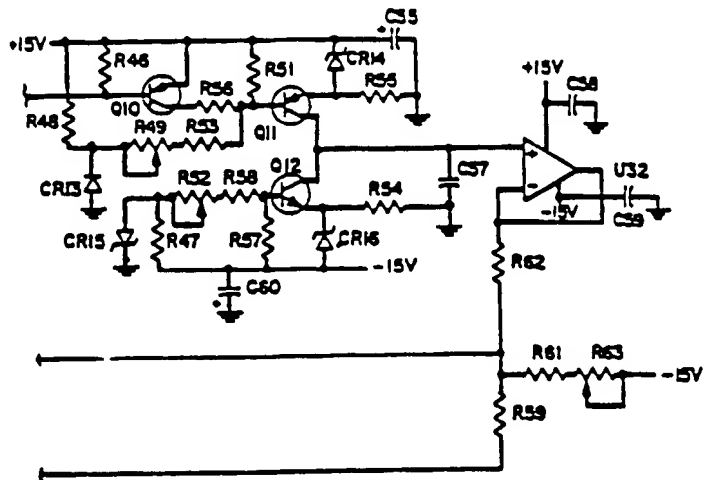 C55
+15V
R46
CR14
R51
R55
R56
Q10
+15V
C58
R48
R49
R53
Q11
Q12
U32
CR13
R52
R58
C57
R54
-15V
C59
CR15
R47
R57
CR16
R62
-15V
C60
R61
R63
-15V
R59